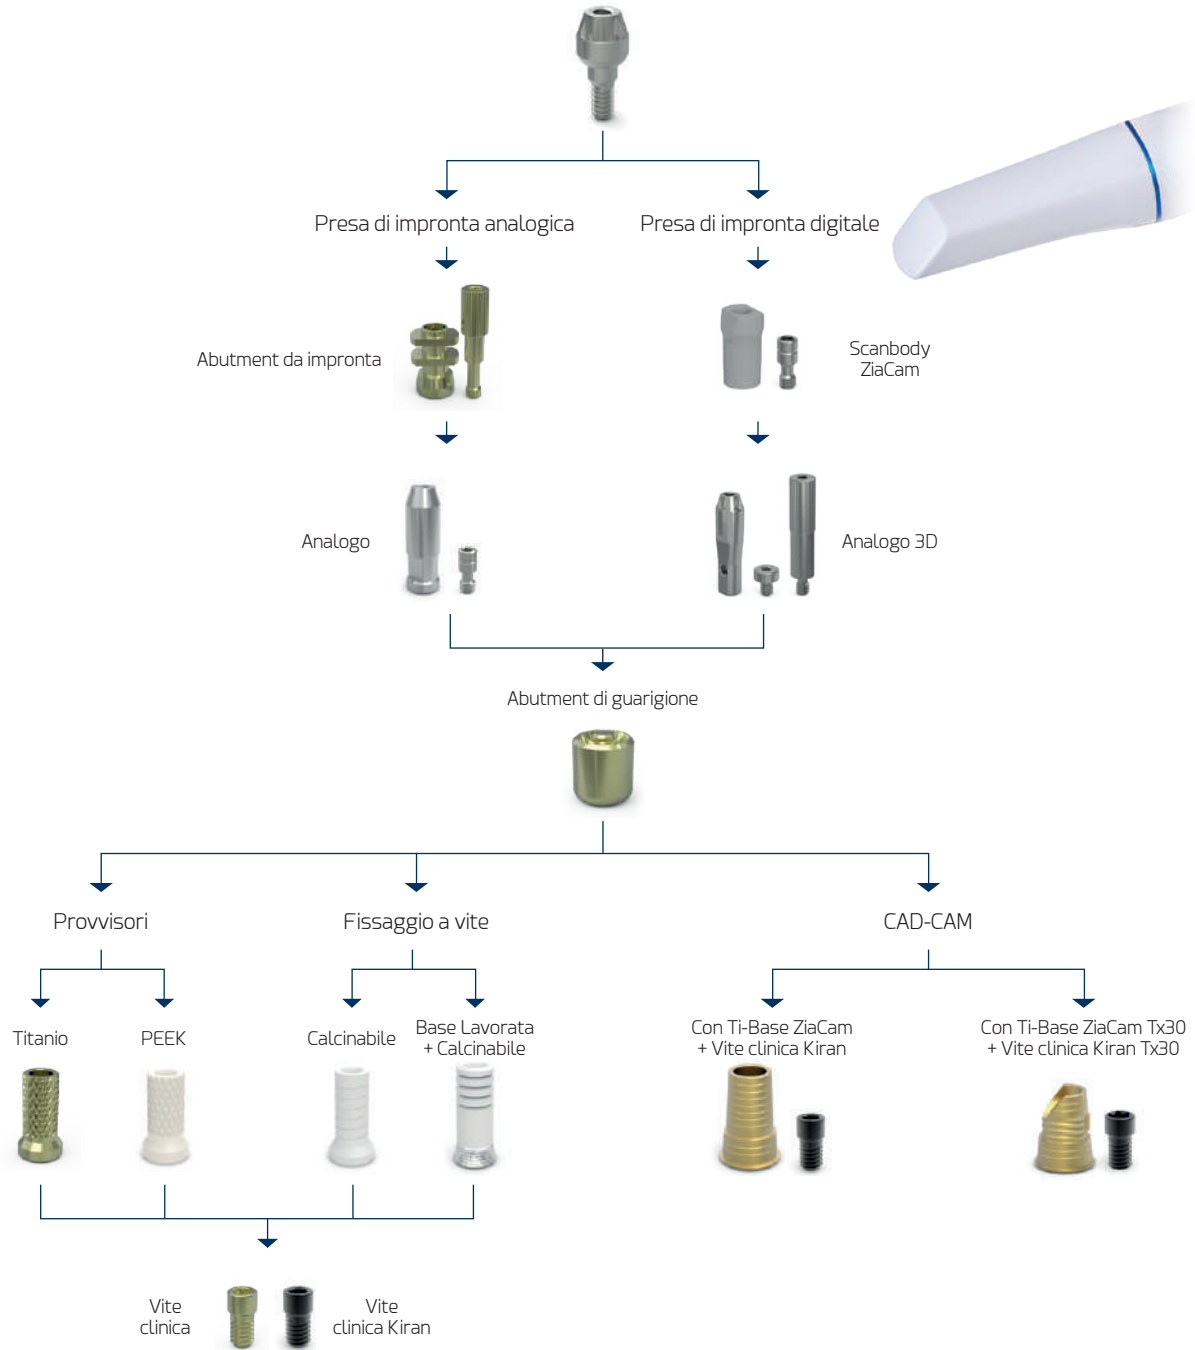 Presa di impronta analogica
Presa di impronta digitale
Abutment da impronta
Scanbody
ZiaCam
Analogo
Analogo 3D
Abutment di guarigione
Provvisori
Fissaggio a vite
CAD-CAM
Titanio
PEEK
Calcinabile
Base Lavorata
+ Calcinabile
Con Ti-Base ZiaCam
+ Vite clinica Kiran
Con Ti-Base ZiaCam Tx30
+ Vite clinica Kiran Tx30
Vite
clinica
Vite
clinica Kiran